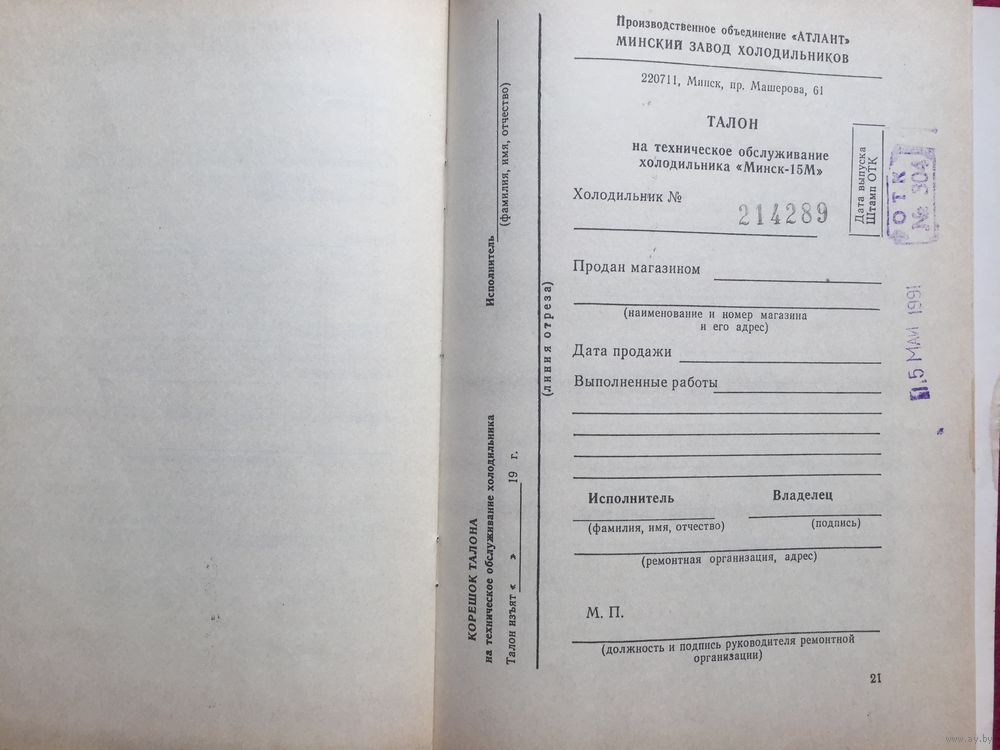 Производственное объединение «АТЛАНТ»
МИНСКИЙ ЗАВОД ХОЛОДИЛЬНИКОВ
220711, Минск, пр. Машерова, 61
ТАЛОН
на техническое обслуживание
холодильника «Минск-15М»
Холодильник №
214289
Дата выпуска
Штамп ОТК
ОТК
№ 304
МАЙ 1991
Продан магазином
(наименование и номер магазина
и его адрес)
Дата продажи
Выполненные работы
Исполнитель
Владелец
(фамилия, имя, отчество)
(подпись)
(ремонтная организация, адрес)
М. П.
(должность и подпись руководителя ремонтной
организации)
21
(линия отреза)
КОРЕШОК ТАЛОНА
на техническое обслуживание холодильника
Талон изъят « » 19 г.
Исполнитель
(фамилия, имя, отчество)
www.ay.by